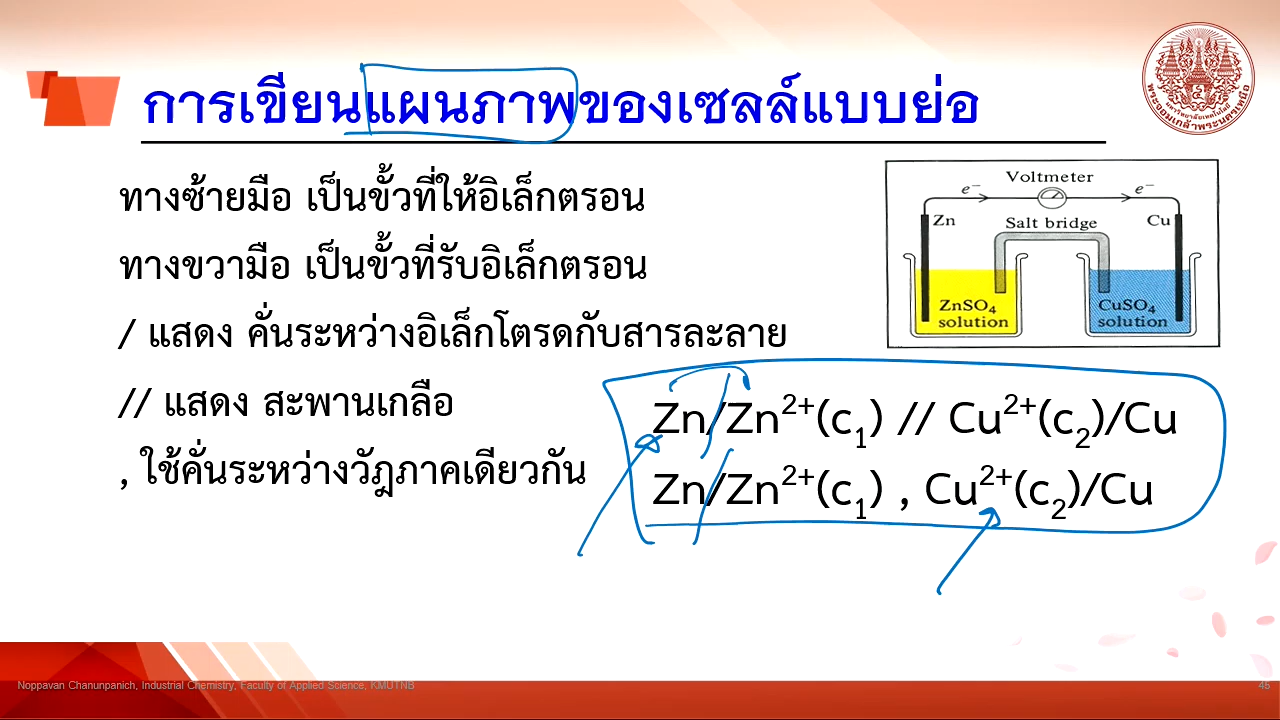 การเขียนแผนภาพของเซลล์แบบย่อ
ทางซ้ายมือ เป็นขั้วที่ให้อิเล็กตรอน
ทางขวามือ เป็นขั้วที่รับอิเล็กตรอน
/ แสดง คั่นระหว่างอิเล็กโตรดกับสารละลาย
// แสดง สะพานเกลือ
, ใช้คั่นระหว่างวัฎภาคเดียวกัน
Voltmeter
e⁻ e⁻
Zn Salt bridge Cu
ZnSO₄ CuSO₄
solution solution
Zn/Zn²⁺(c₁) // Cu²⁺(c₂)/Cu
Zn/Zn²⁺(c₁) , Cu²⁺(c₂)/Cu
Noppavan Chanunpanich, Industrial Chemistry, Faculty of Applied Science, KMUTNB
45